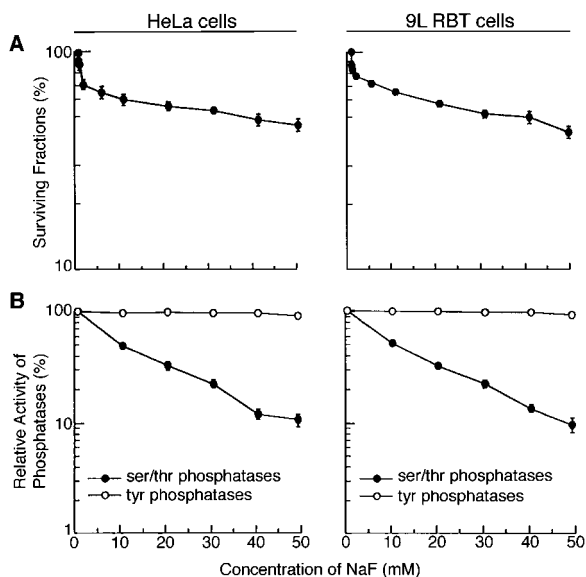 HeLa cells
9L RBT cells
A
Surviving Fractions (%)
100
10
B
Relative Activity of
Phosphatases (%)
100
10
1
ser/thr phosphatases
tyr phosphatases
ser/thr phosphatases
tyr phosphatases
0 10 20 30 40 50
0 10 20 30 40 50
Concentration of NaF (mM)